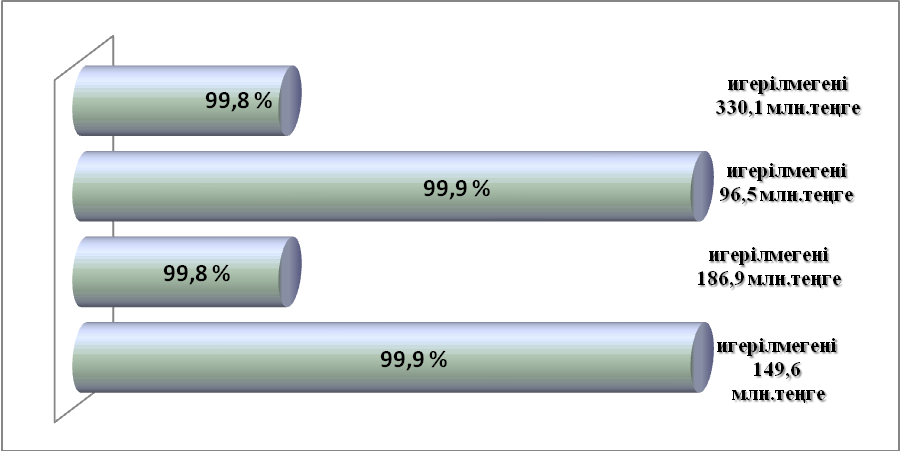 99,8 %
игерілмегені
330,1 млн.теңге
99,9 %
игерілмегені
96,5 млн.теңге
99,8 %
игерілмегені
186,9 млн.теңге
99,9 %
игерілмегені
149,6
млн.теңге